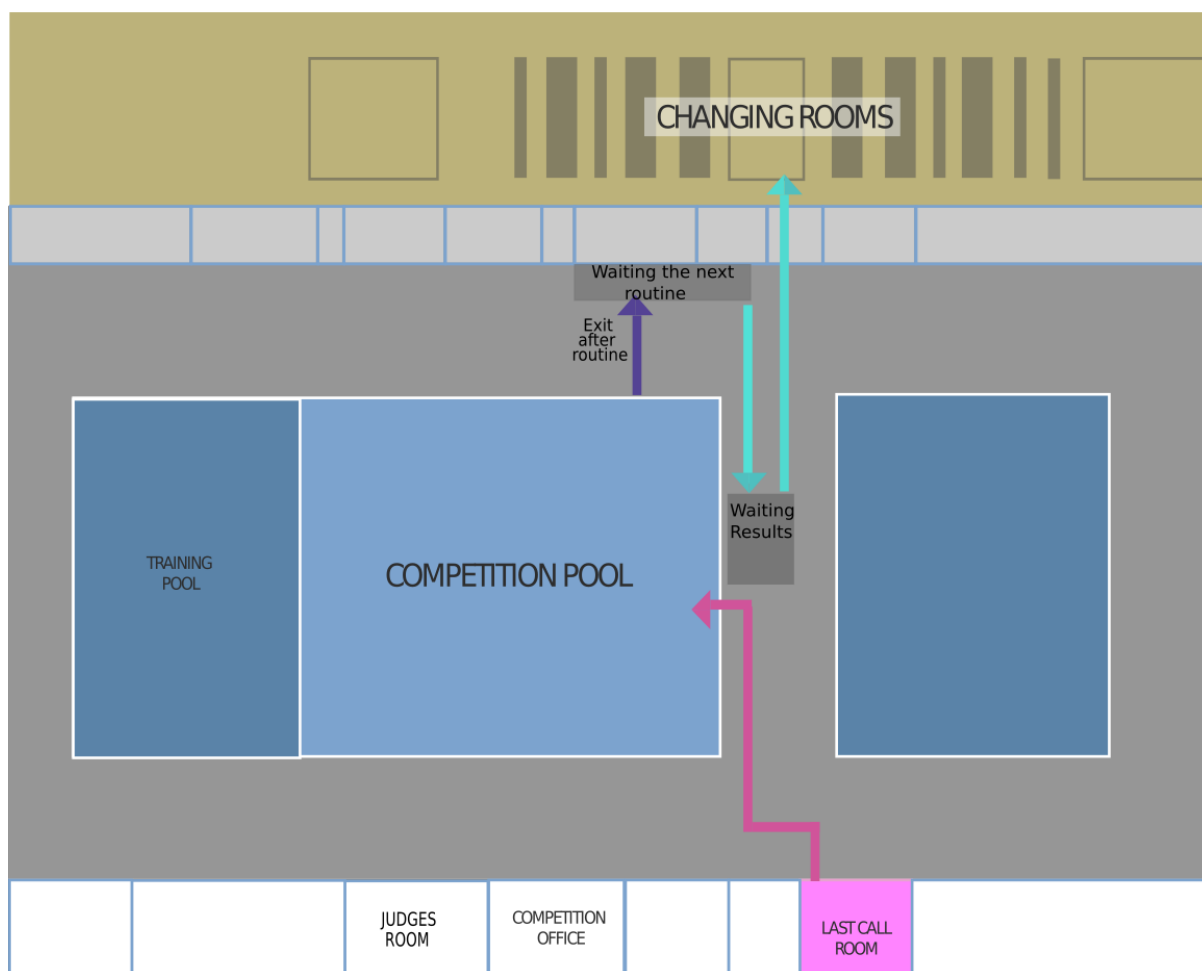 CHANGING ROOMS
Waiting the next
routine
Exit
after
routine
Waiting
Results
TRAINING
POOL
COMPETITION POOL
JUDGES
ROOM
COMPETITION
OFFICE
LAST CALL
ROOM